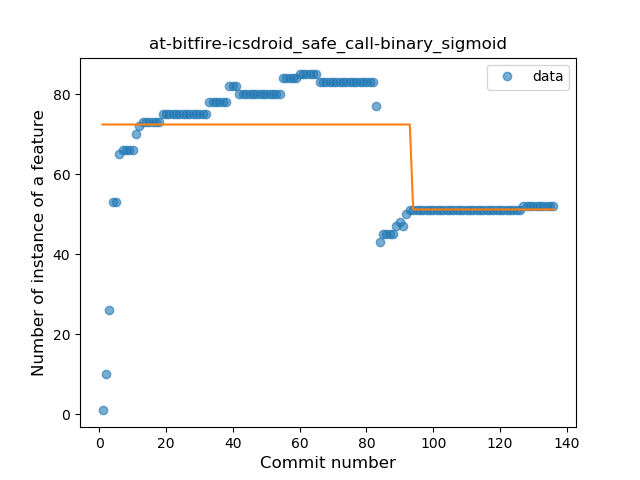 at-bitfire-icsdroid_safe_call-binary_sigmoid
data
Number of instance of a feature
80
60
40
20
0
0 20 40 60 80 100 120 140
Commit number